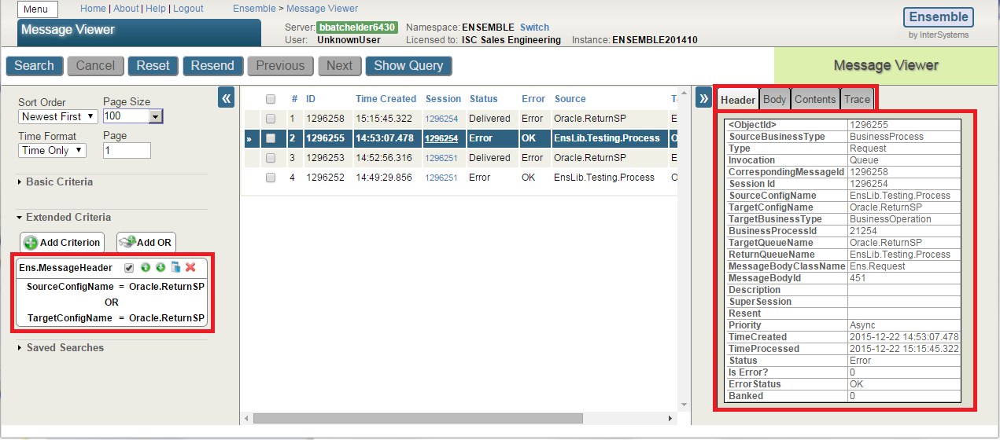 Menu
Home | About | Help | Logout
Ensemble > Message Viewer
Message Viewer
Server: bbatchelder6430 Namespace: ENSEMBLE Switch
User: UnknownUser Licensed to: ISC Sales Engineering Instance: ENSEMBLE201410
Ensemble
by InterSystems
Search Cancel Reset Resend Previous Next Show Query
Message Viewer
«
Sort Order Page Size
Newest First 100
Time Format Page
Time Only 1
Basic Criteria
Extended Criteria
Add Criterion Add OR
Ens.MessageHeader
SourceConfigName = Oracle.ReturnSP
OR
TargetConfigName = Oracle.ReturnSP
Saved Searches
# ID Time Created Session Status Error Source Ta
1 1296258 15:15:45.322 1296254 Delivered Error Oracle.ReturnSP E
» 2 1296255 14:53:07.478 1296254 Error OK EnsLib.Testing.Process O
3 1296253 14:52:56.316 1296251 Delivered Error Oracle.ReturnSP E
4 1296252 14:49:29.856 1296251 Error OK EnsLib.Testing.Process O
»
Header Body Contents Trace
<ObjectId> 1296255
SourceBusinessType BusinessProcess
Type Request
Invocation Queue
CorrespondingMessageId 1296258
Session Id 1296254
SourceConfigName EnsLib.Testing.Process
TargetConfigName Oracle.ReturnSP
TargetBusinessType BusinessOperation
BusinessProcessId 21254
TargetQueueName Oracle.ReturnSP
ReturnQueueName EnsLib.Testing.Process
MessageBodyClassName Ens.Request
MessageBodyId 451
Description
SuperSession
Resent
Priority Async
TimeCreated 2015-12-22 14:53:07.478
TimeProcessed 2015-12-22 15:15:45.322
Status Error
Is Error? 0
ErrorStatus OK
Banked 0